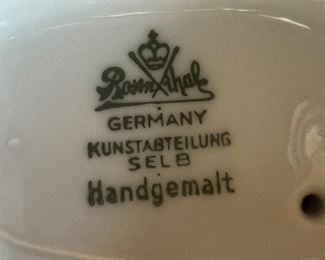 Rosenthal
GERMANY
KUNSTABTEILUNG
SELB
Handgemalt